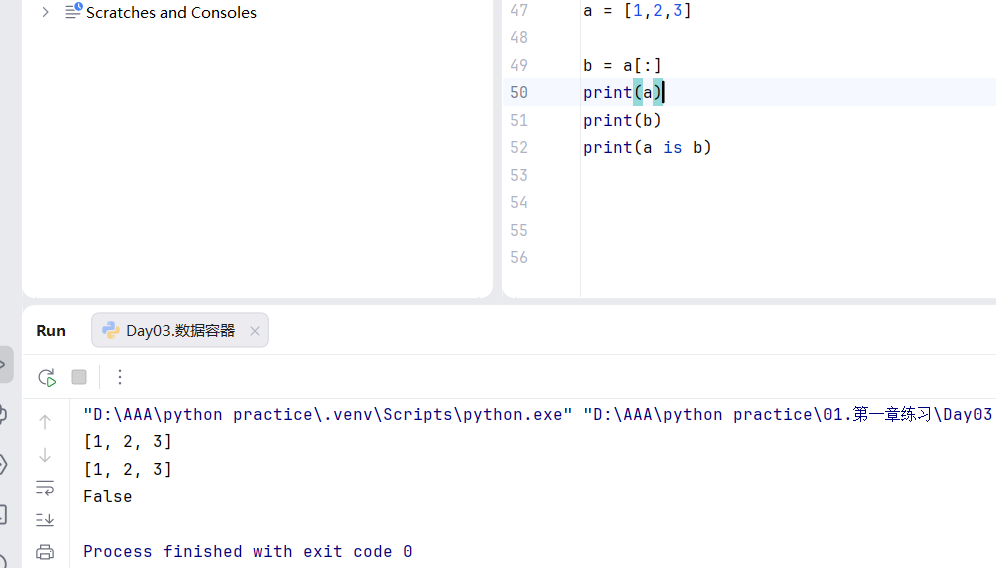 Scratches and Consoles
47 a = [1,2,3]
48
49 b = a[:]
50 print(a)
51 print(b)
52 print(a is b)
53
54
55
56
Run Day03.数据容器
"D:\AAA\python practice\.venv\Scripts\python.exe" "D:\AAA\python practice\01.第一章练习\Day03
[1, 2, 3]
[1, 2, 3]
False
Process finished with exit code 0